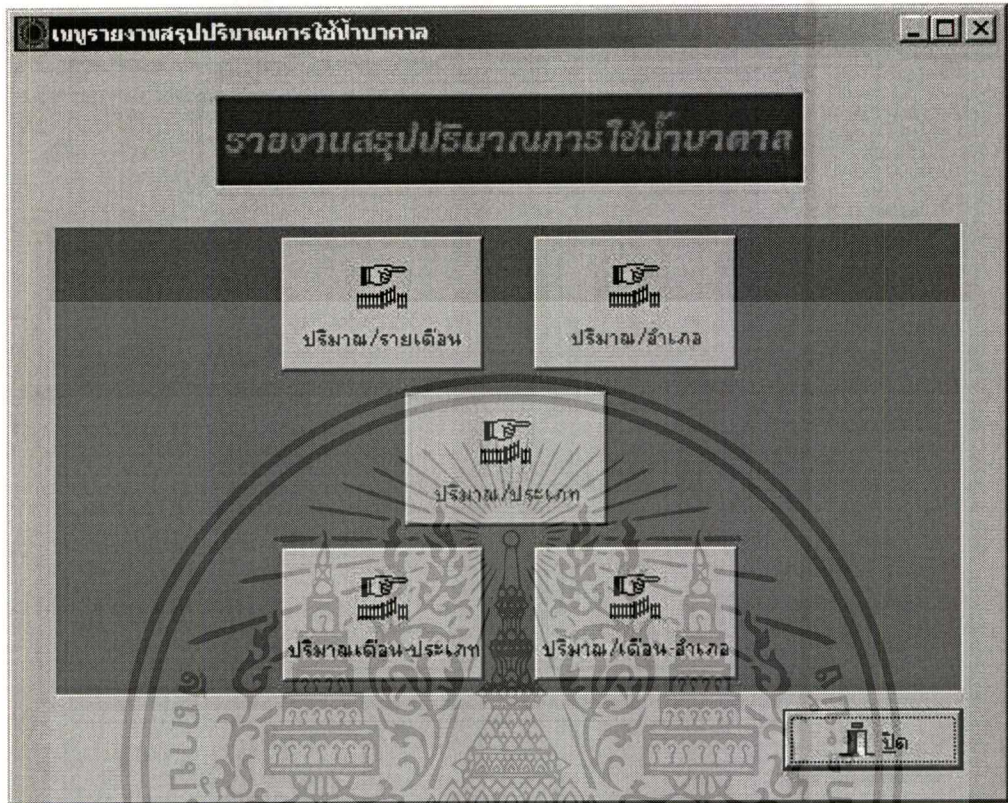 เมนูรายงานสรุปปริมาณการใช้น้ำบาดาล
รายงานสรุปปริมาณการใช้น้ำบาดาล
ปริมาณ/รายเดือน
ปริมาณ/อำเภอ
ปริมาณ/ประเภท
ปริมาณเดือน-ประเภท
ปริมาณ/เดือน-อำเภอ
ปิด